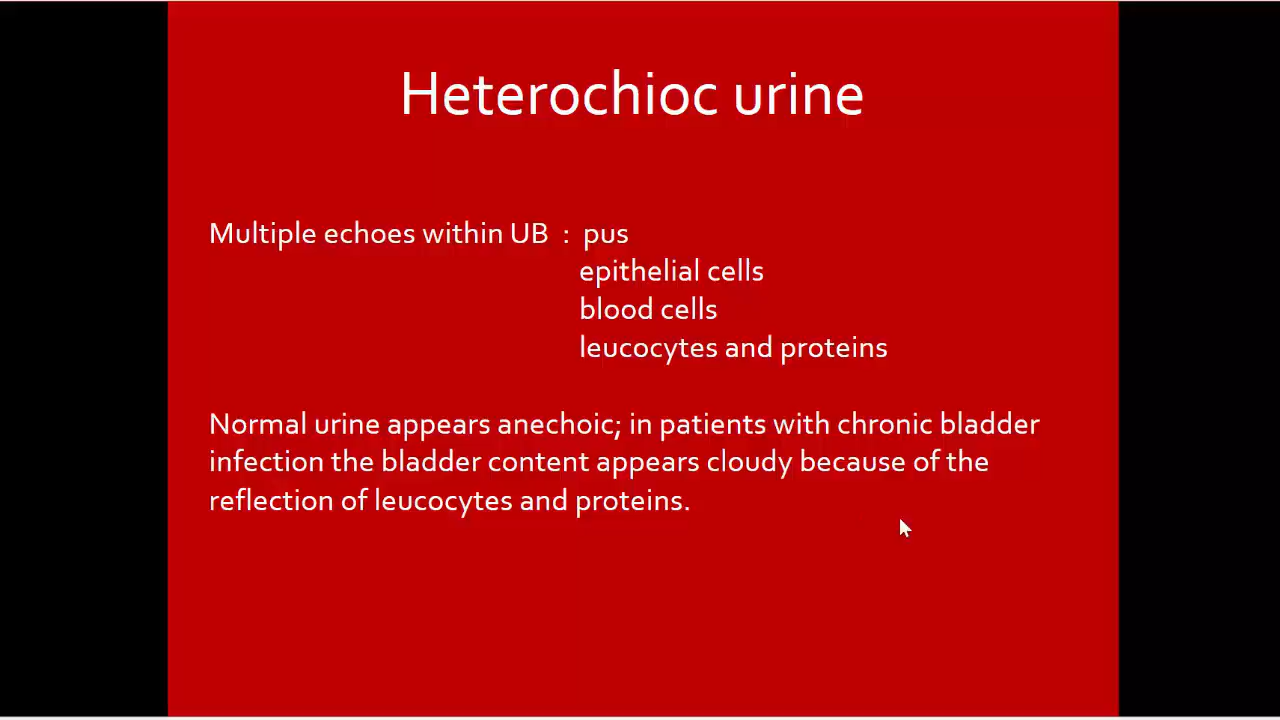 Heterochioc urine
Multiple echoes within UB : pus
epithelial cells
blood cells
leucocytes and proteins
Normal urine appears anechoic; in patients with chronic bladder
infection the bladder content appears cloudy because of the
reflection of leucocytes and proteins.